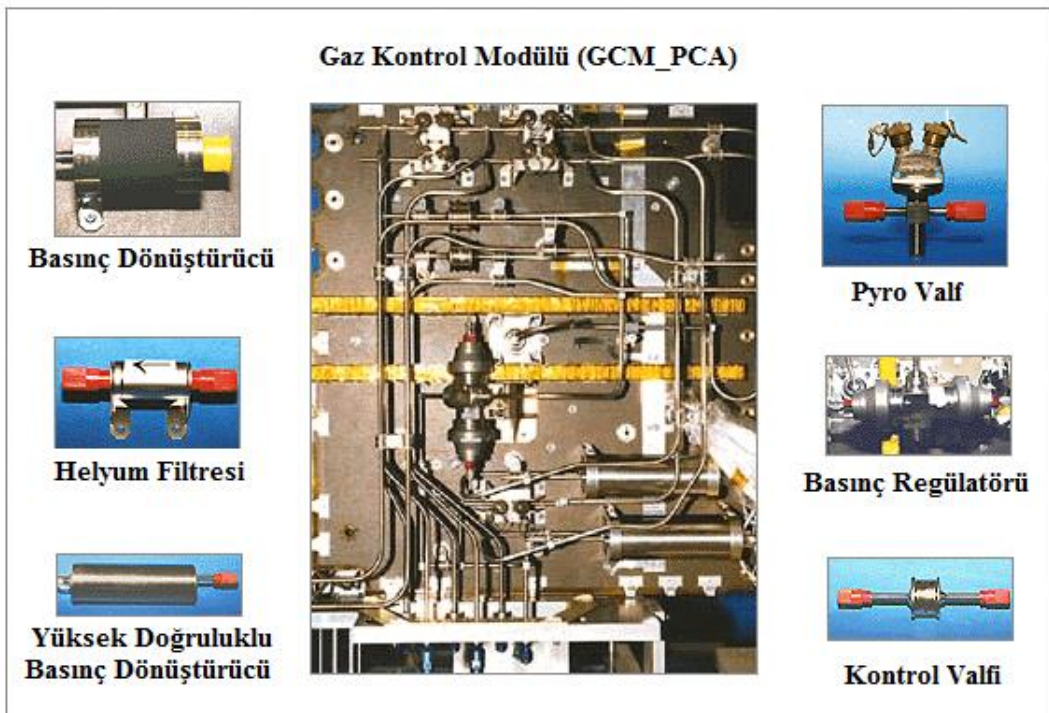 Gaz Kontrol Modülü (GCM_PCA)
Basınç Dönüştürücü
Helyum Filtresi
Yüksek Doğruluklu
Basınç Dönüştürücü
Pyro Valf
Basınç Regülatörü
Kontrol Valfi